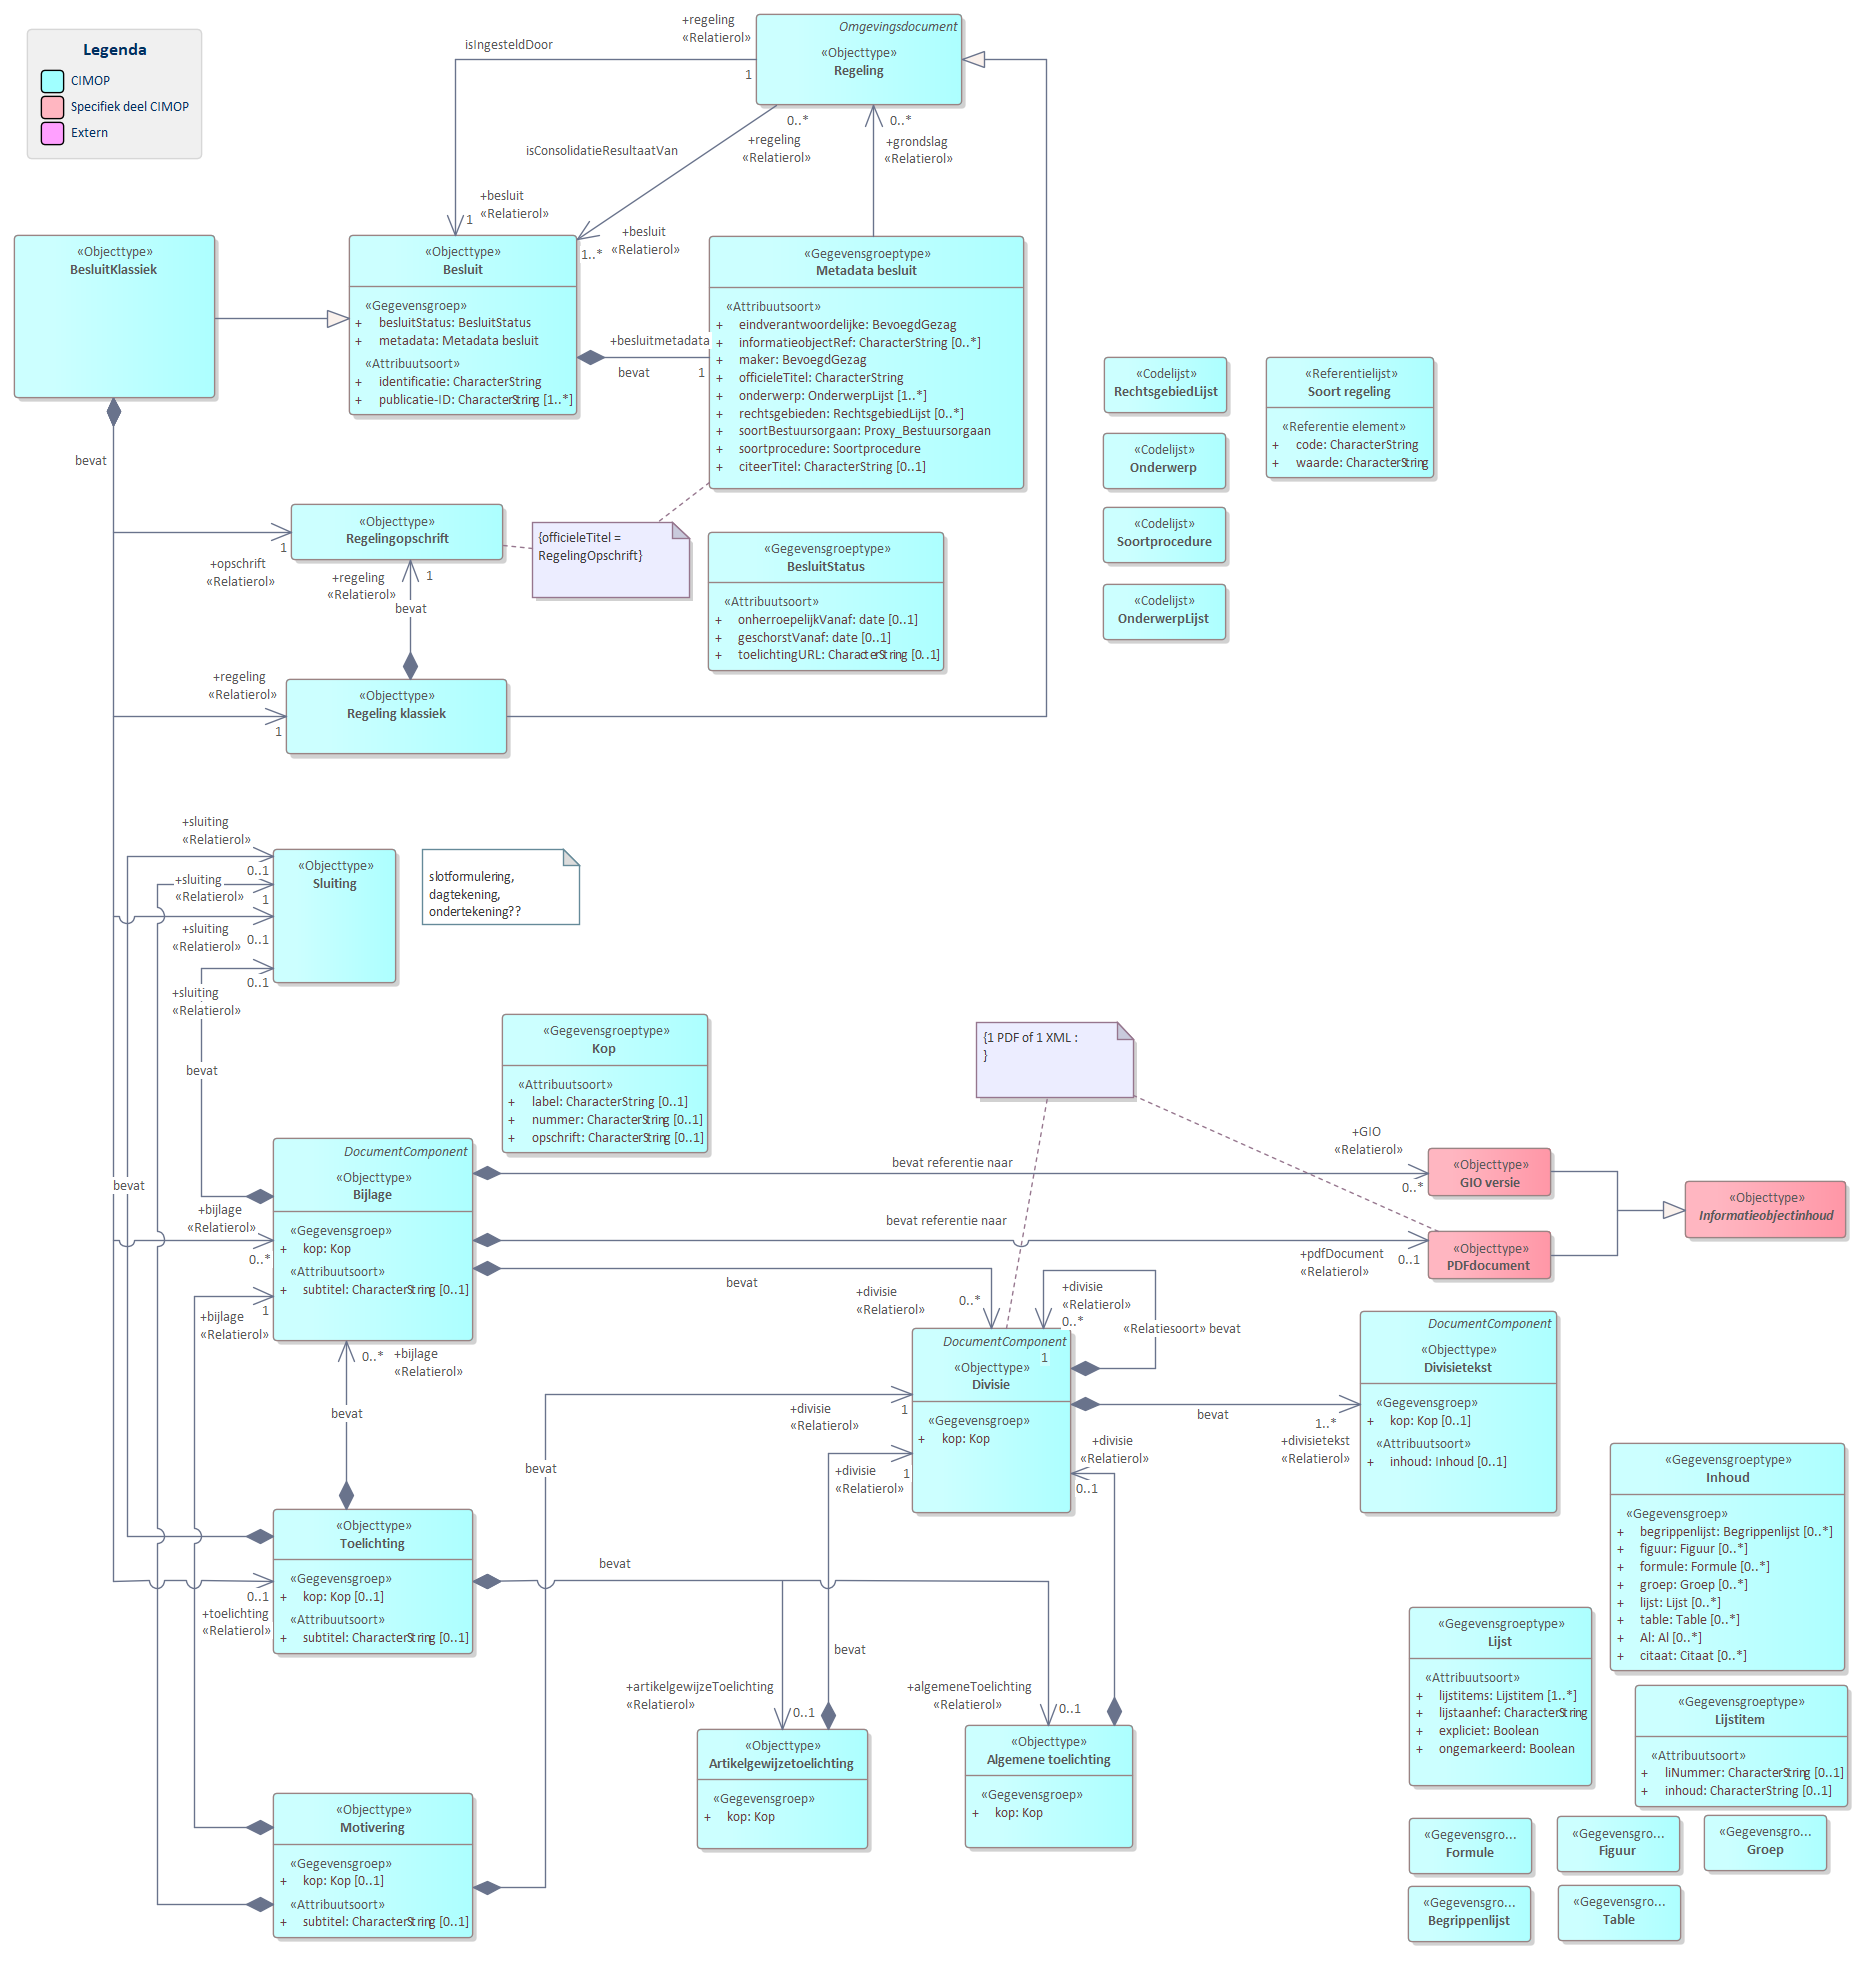 Legenda
CIMOP
Specifiek deel CIMOP
Extern
+regeling
«Relatierol»
1
isIngesteldDoor
Omgevingsdocument
«Objecttype»
Regeling
0..*
+regeling
«Relatierol»
0..*
+grondslag
«Relatierol»
isConsolidatieResultaatVan
+besluit
«Relatierol»
1
+besluit
«Relatierol»
1..*
«Objecttype»
BesluitKlassiek
«Objecttype»
Besluit
«Gegevensgroep»
+ besluitStatus: BesluitStatus
+ metadata: Metadata besluit
«Attribuutsoort»
+ identificatie: CharacterString
+ publicatie-ID: CharacterString [1..*]
+besluitmetadata
bevat
1
«Gegevensgroeptype»
Metadata besluit
«Attribuutsoort»
+ eindverantwoordelijke: BevoegdGezag
+ informatieobjectRef: CharacterString [0..*]
+ maker: BevoegdGezag
+ officieleTitel: CharacterString
+ onderwerp: OnderwerpLijst [1..*]
+ rechtsgebieden: RechtsgebiedLijst [0..*]
+ soortBestuursorgaan: Proxy_Bestuursorgaan
+ soortprocedure: Soortprocedure
+ citeerTitel: CharacterString [0..1]
«Codelijst»
RechtsgebiedLijst
«Referentielijst»
Soort regeling
«Referentie element»
+ code: CharacterString
+ waarde: CharacterString
«Codelijst»
Onderwerp
«Codelijst»
Soortprocedure
«Codelijst»
OnderwerpLijst
bevat
«Objecttype»
Regelingopschrift
1
+opschrift
«Relatierol»
{officieleTitel =
RegelingOpschrift}
«Gegevensgroeptype»
BesluitStatus
«Attribuutsoort»
+ onherroepelijkVanaf: date [0..1]
+ geschorstVanaf: date [0..1]
+ toelichtingURL: CharacterString [0..1]
+regeling
«Relatierol»
1
bevat
+regeling
«Relatierol»
1
«Objecttype»
Regeling klassiek
+sluiting
«Relatierol»
0..1
+sluiting
«Relatierol»
1
+sluiting
«Relatierol»
0..1
0..1
+sluiting
«Relatierol»
«Objecttype»
Sluiting
slotformulering,
dagtekening,
ondertekening??
bevat
bevat
«Gegevensgroeptype»
Kop
«Attribuutsoort»
+ label: CharacterString [0..1]
+ nummer: CharacterString [0..1]
+ opschrift: CharacterString [0..1]
{1 PDF of 1 XML :
}
DocumentComponent
«Objecttype»
Bijlage
«Gegevensgroep»
+ kop: Kop
«Attribuutsoort»
+ subtitel: CharacterString [0..1]
+bijlage
«Relatierol»
0..*
1
+bijlage
«Relatierol»
0..*
+bijlage
«Relatierol»
bevat referentie naar
+GIO
«Relatierol»
0..*
«Objecttype»
GIO versie
«Objecttype»
Informatieobjectinhoud
bevat referentie naar
+pdfDocument
«Relatierol»
0..1
«Objecttype»
PDFdocument
bevat
+divisie
«Relatierol»
0..*
+divisie
«Relatierol»
0..*
«Relatiesoort» bevat
DocumentComponent
1
«Objecttype»
Divisie
«Gegevensgroep»
+ kop: Kop
bevat
1..*
+divisietekst
«Relatierol»
DocumentComponent
«Objecttype»
Divisietekst
«Gegevensgroep»
+ kop: Kop [0..1]
«Attribuutsoort»
+ inhoud: Inhoud [0..1]
bevat
+divisie
«Relatierol»
1
+divisie
«Relatierol»
1
+divisie
«Relatierol»
0..1
bevat
«Objecttype»
Toelichting
«Gegevensgroep»
+ kop: Kop [0..1]
«Attribuutsoort»
+ subtitel: CharacterString [0..1]
0..1
+toelichting
«Relatierol»
bevat
bevat
+artikelgewijzeToelichting
«Relatierol»
0..1
+algemeneToelichting
«Relatierol»
0..1
«Objecttype»
Artikelgewijzetoelichting
«Gegevensgroep»
+ kop: Kop
«Objecttype»
Algemene toelichting
«Gegevensgroep»
+ kop: Kop
«Objecttype»
Motivering
«Gegevensgroep»
+ kop: Kop [0..1]
«Attribuutsoort»
+ subtitel: CharacterString [0..1]
«Gegevensgroeptype»
Inhoud
«Gegevensgroep»
+ begrippenlijst: Begrippenlijst [0..*]
+ figuur: Figuur [0..*]
+ formule: Formule [0..*]
+ groep: Groep [0..*]
+ lijst: Lijst [0..*]
+ table: Table [0..*]
+ Al: Al [0..*]
+ citaat: Citaat [0..*]
«Gegevensgroeptype»
Lijst
«Attribuutsoort»
+ lijstitems: Lijstitem [1..*]
+ lijstaanhef: CharacterString
+ expliciet: Boolean
+ ongemarkeerd: Boolean
«Gegevensgroeptype»
Lijstitem
«Attribuutsoort»
+ liNummer: CharacterString [0..1]
+ inhoud: CharacterString [0..1]
«Gegevensgro...
Formule
«Gegevensgro...
Figuur
«Gegevensgro...
Groep
«Gegevensgro...
Begrippenlijst
«Gegevensgro...
Table